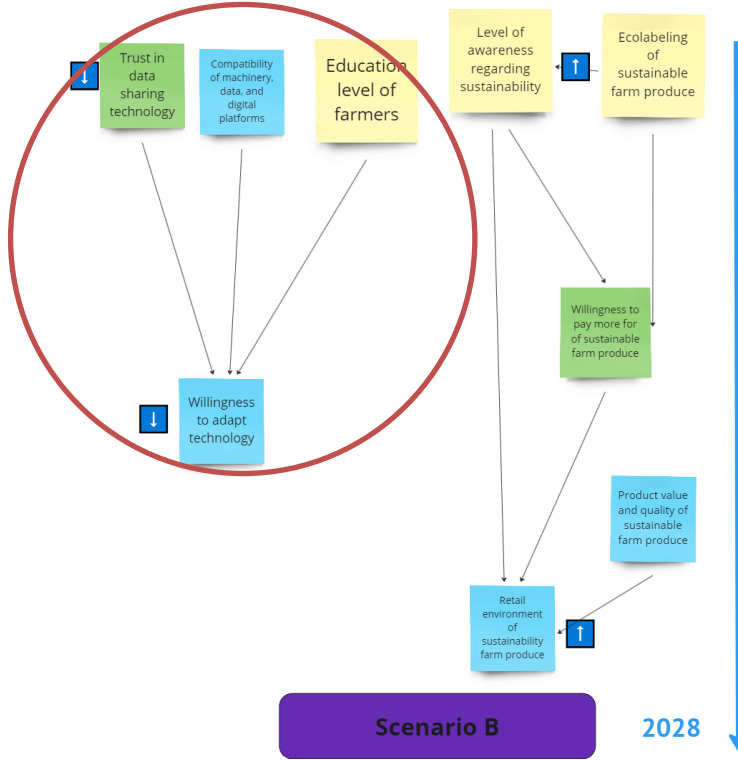 Trust in
data
sharing
technology
Compatibility
of machinery,
data, and
digital
platforms
Education
level of
farmers
Level of
awareness
regarding
sustainability
Ecolabeling
of
sustainable
farm produce
Willingness to
pay more for
of sustainable
farm produce
Willingness
to adapt
technology
Product value
and quality of
sustainable
farm produce
Retail
environment
of
sustainability
farm produce
Scenario B
2028